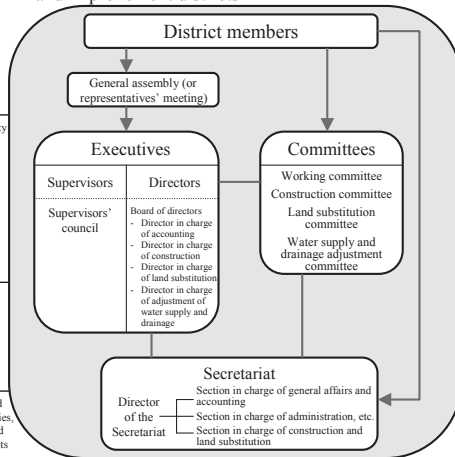 District members
General assembly (or
representatives' meeting)
Executives
Supervisors
Directors
Supervisors'
council
Board of directors
- Director in charge
of accounting
- Director in charge
of construction
- Director in charge
of land substitution
- Director in charge
of adjustment of
water supply and
drainage
Committees
Working committee
Construction committee
Land substitution
committee
Water supply and
drainage adjustment
committee
Secretariat
Director
of the
Secretariat
Section in charge of general affairs and
accounting
Section in charge of administration, etc.
Section in charge of construction and
land substitution